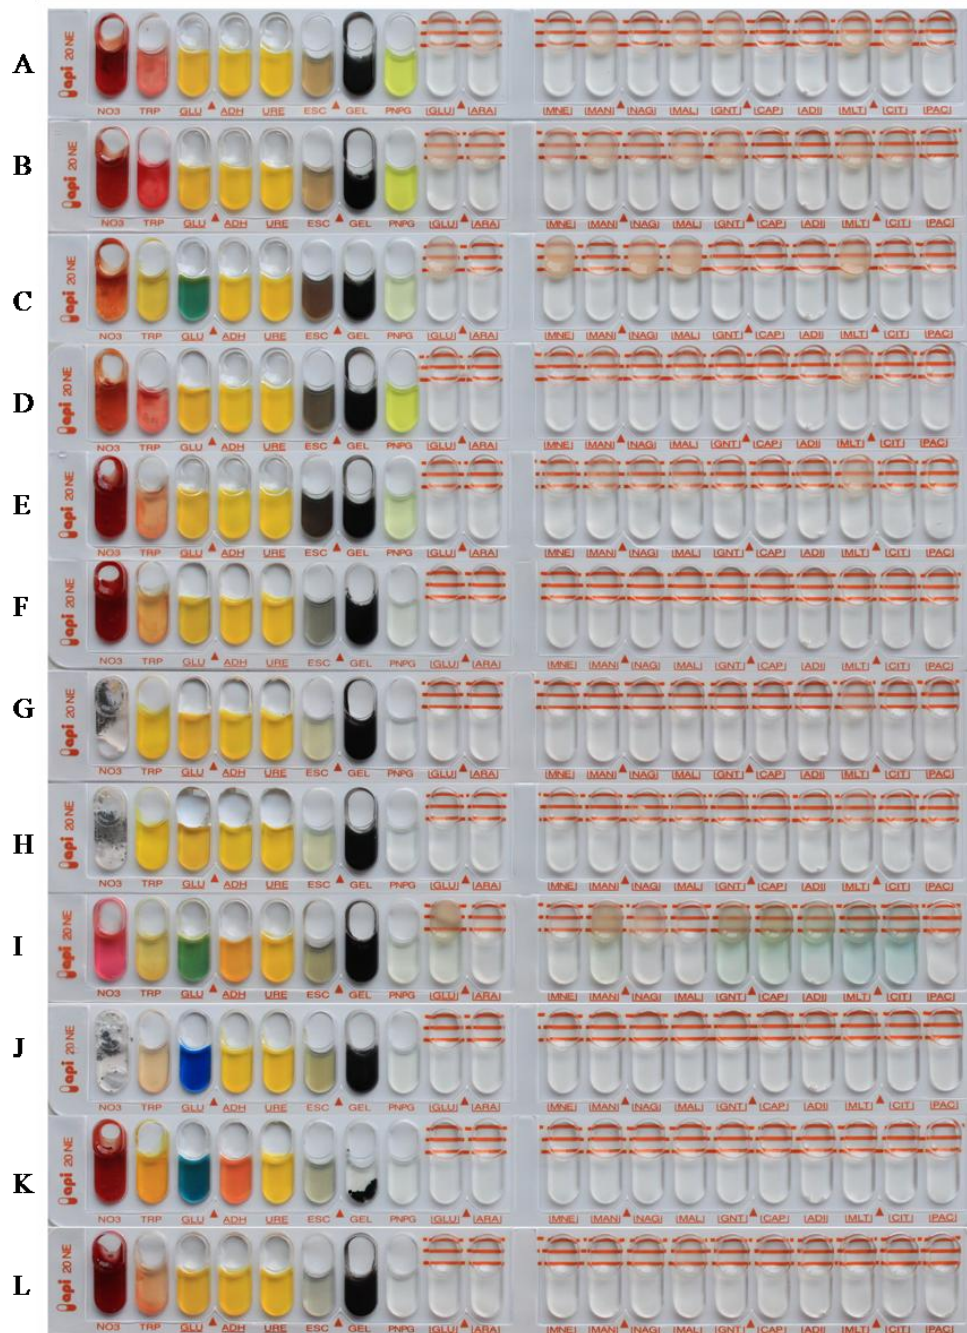 A
api 20 NE
NO3 TRP GLU ADH URE ESC GEL PNPG |GLU| |ARA| |MNE| |MAN| |NAG| |MAL| |GNT| |CAP| |ADI| |MLT| |CIT| |PAC|
B
api 20 NE
NO3 TRP GLU ADH URE ESC GEL PNPG |GLU| |ARA| |MNE| |MAN| |NAG| |MAL| |GNT| |CAP| |ADI| |MLT| |CIT| |PAC|
C
api 20 NE
NO3 TRP GLU ADH URE ESC GEL PNPG |GLU| |ARA| |MNE| |MAN| |NAG| |MAL| |GNT| |CAP| |ADI| |MLT| |CIT| |PAC|
D
api 20 NE
NO3 TRP GLU ADH URE ESC GEL PNPG |GLU| |ARA| |MNE| |MAN| |NAG| |MAL| |GNT| |CAP| |ADI| |MLT| |CIT| |PAC|
E
api 20 NE
NO3 TRP GLU ADH URE ESC GEL PNPG |GLU| |ARA| |MNE| |MAN| |NAG| |MAL| |GNT| |CAP| |ADI| |MLT| |CIT| |PAC|
F
api 20 NE
NO3 TRP GLU ADH URE ESC GEL PNPG |GLU| |ARA| |MNE| |MAN| |NAG| |MAL| |GNT| |CAP| |ADI| |MLT| |CIT| |PAC|
G
api 20 NE
NO3 TRP GLU ADH URE ESC GEL PNPG |GLU| |ARA| |MNE| |MAN| |NAG| |MAL| |GNT| |CAP| |ADI| |MLT| |CIT| |PAC|
H
api 20 NE
NO3 TRP GLU ADH URE ESC GEL PNPG |GLU| |ARA| |MNE| |MAN| |NAG| |MAL| |GNT| |CAP| |ADI| |MLT| |CIT| |PAC|
I
api 20 NE
NO3 TRP GLU ADH URE ESC GEL PNPG |GLU| |ARA| |MNE| |MAN| |NAG| |MAL| |GNT| |CAP| |ADI| |MLT| |CIT| |PAC|
J
api 20 NE
NO3 TRP GLU ADH URE ESC GEL PNPG |GLU| |ARA| |MNE| |MAN| |NAG| |MAL| |GNT| |CAP| |ADI| |MLT| |CIT| |PAC|
K
api 20 NE
NO3 TRP GLU ADH URE ESC GEL PNPG |GLU| |ARA| |MNE| |MAN| |NAG| |MAL| |GNT| |CAP| |ADI| |MLT| |CIT| |PAC|
L
api 20 NE
NO3 TRP GLU ADH URE ESC GEL PNPG |GLU| |ARA| |MNE| |MAN| |NAG| |MAL| |GNT| |CAP| |ADI| |MLT| |CIT| |PAC|